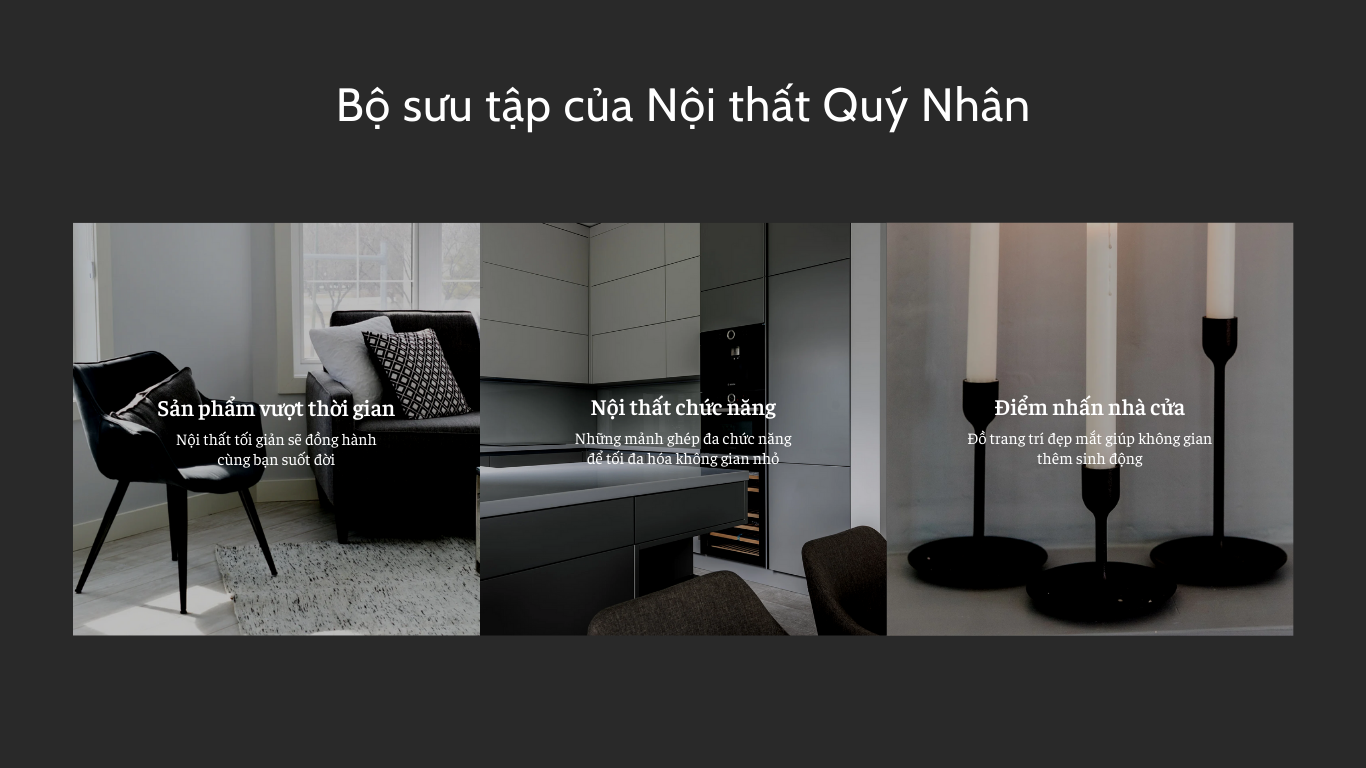 Bộ sưu tập của Nội thất Quý Nhân
Sản phẩm vượt thời gian
Nội thất tối giản sẽ đồng hành
cùng bạn suốt đời
Nội thất chức năng
Những mảnh ghép đa chức năng
để tối đa hóa không gian nhỏ
Điểm nhấn nhà cửa
Đồ trang trí đẹp mắt giúp không gian
thêm sinh động